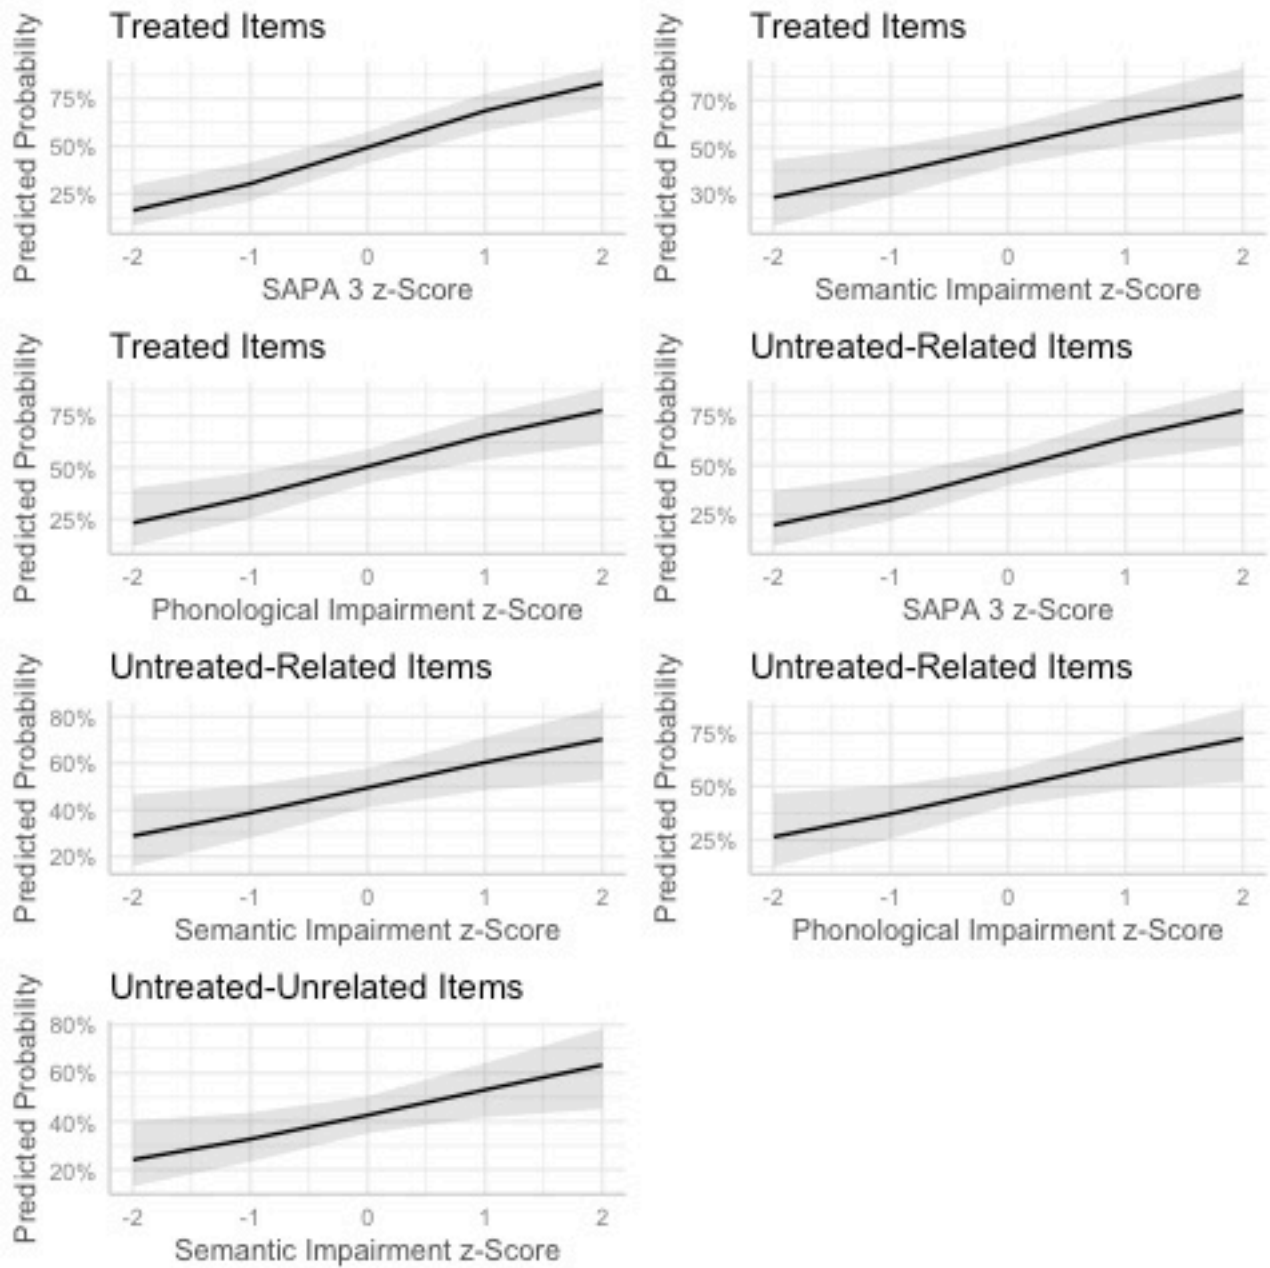 Treated Items
Predicted Probability
75%
50%
25%
-2 -1 0 1 2
SAPA 3 z-Score
Treated Items
Predicted Probability
70%
50%
30%
-2 -1 0 1 2
Semantic Impairment z-Score
Treated Items
Predicted Probability
75%
50%
25%
-2 -1 0 1 2
Phonological Impairment z-Score
Untreated-Related Items
Predicted Probability
75%
50%
25%
-2 -1 0 1 2
SAPA 3 z-Score
Untreated-Related Items
Predicted Probability
80%
60%
40%
20%
-2 -1 0 1 2
Semantic Impairment z-Score
Untreated-Related Items
Predicted Probability
75%
50%
25%
-2 -1 0 1 2
Phonological Impairment z-Score
Untreated-Unrelated Items
Predicted Probability
80%
60%
40%
20%
-2 -1 0 1 2
Semantic Impairment z-Score